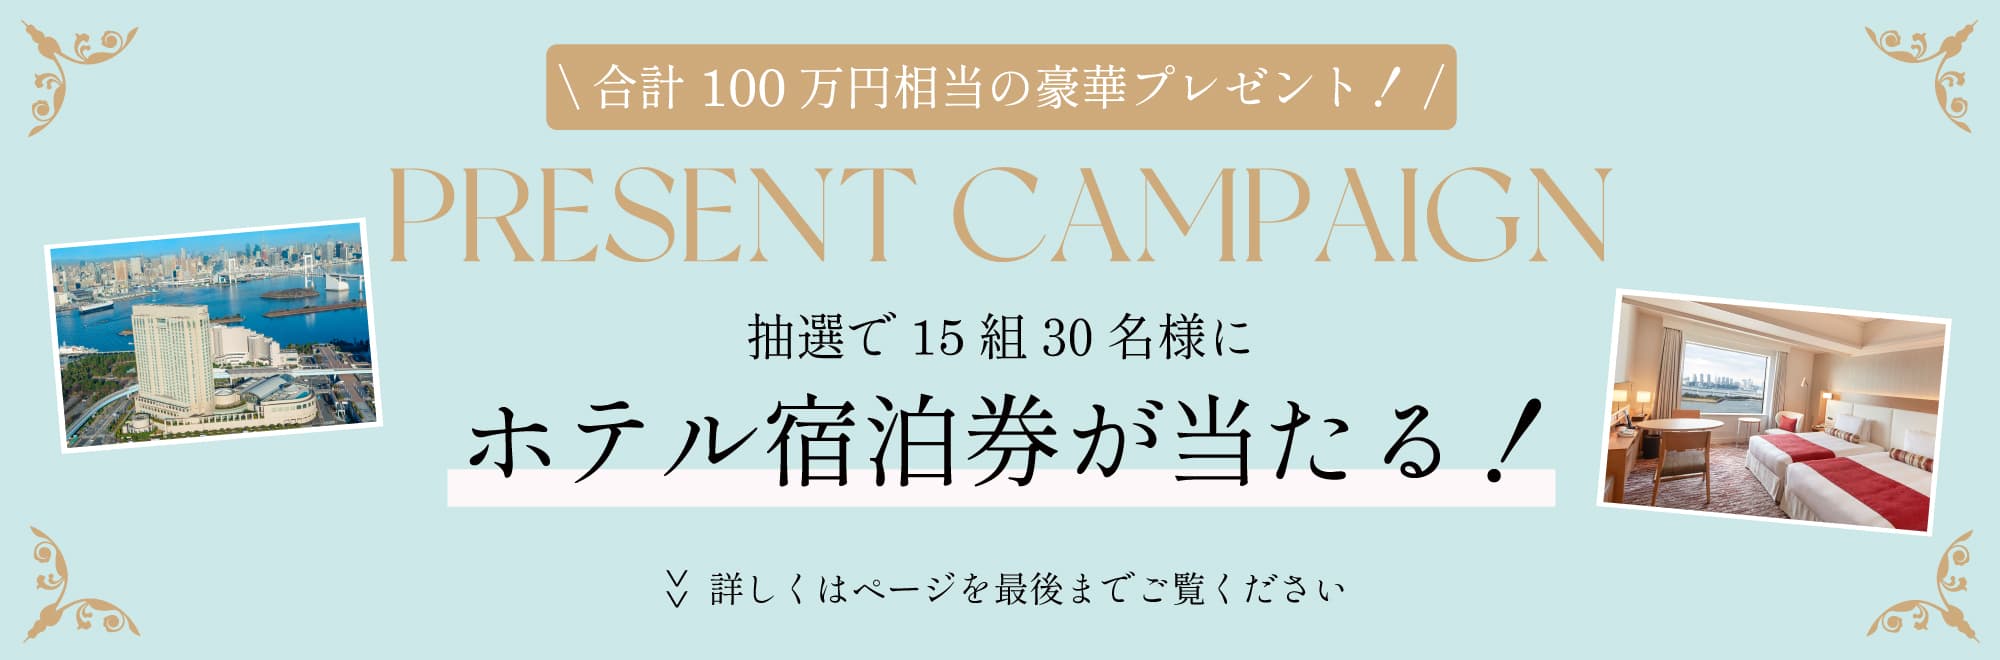 \ 合計 100 万円相当の豪華プレゼント！ /
PRESENT CAMPAIGN
抽選で 15 組 30 名様に
ホテル宿泊券が当たる！
詳しくはページを最後までご覧ください